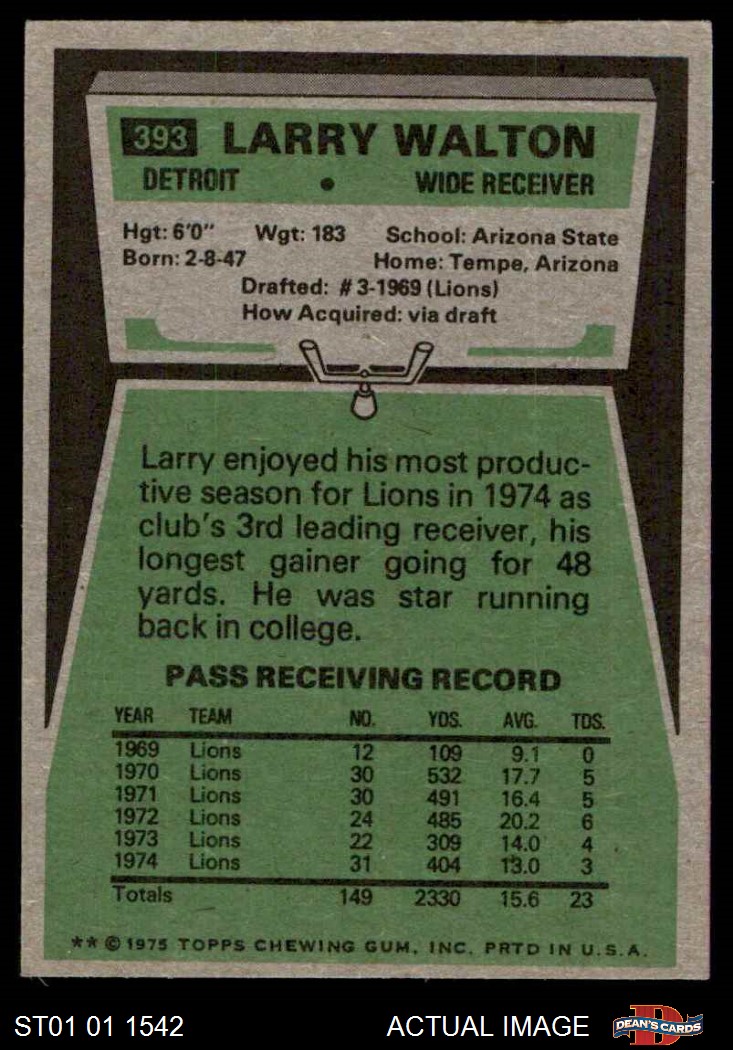 393 LARRY WALTON
DETROIT • WIDE RECEIVER
Hgt: 6'0" Wgt: 183 School: Arizona State
Born: 2-8-47 Home: Tempe, Arizona
Drafted: #3-1969 (Lions)
How Acquired: via draft
Larry enjoyed his most produc-
tive season for Lions in 1974 as
club's 3rd leading receiver, his
longest gainer going for 48
yards. He was star running
back in college.
PASS RECEIVING RECORD
YEAR TEAM NO. YDS. AVG. TDS.
1969 Lions 12 109 9.1 0
1970 Lions 30 532 17.7 5
1971 Lions 30 491 16.4 5
1972 Lions 24 485 20.2 6
1973 Lions 22 309 14.0 4
1974 Lions 31 404 13.0 3
Totals 149 2330 15.6 23
** © 1975 TOPPS CHEWING GUM, INC. PRTD IN U.S.A.
ST01 01 1542 ACTUAL IMAGE D DEAN'S CARDS